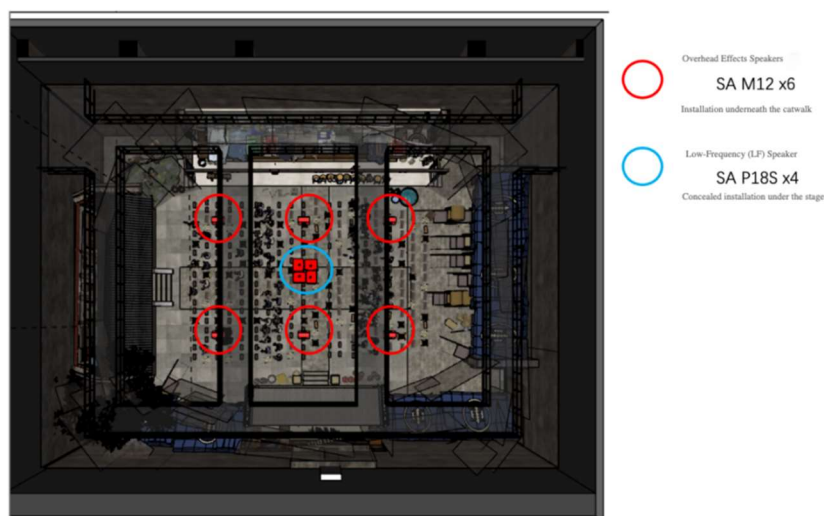 Overhead Effects Speakers
SA M12 x6
Installation underneath the catwalk
Low-Frequency (LF) Speaker
SA P18S x4
Concealed installation under the stage